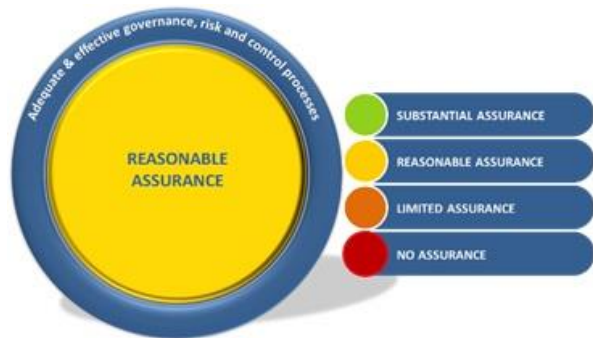 Adequate & effective governance, risk and control processes
REASONABLE
ASSURANCE
SUBSTANTIAL ASSURANCE
REASONABLE ASSURANCE
LIMITED ASSURANCE
NO ASSURANCE